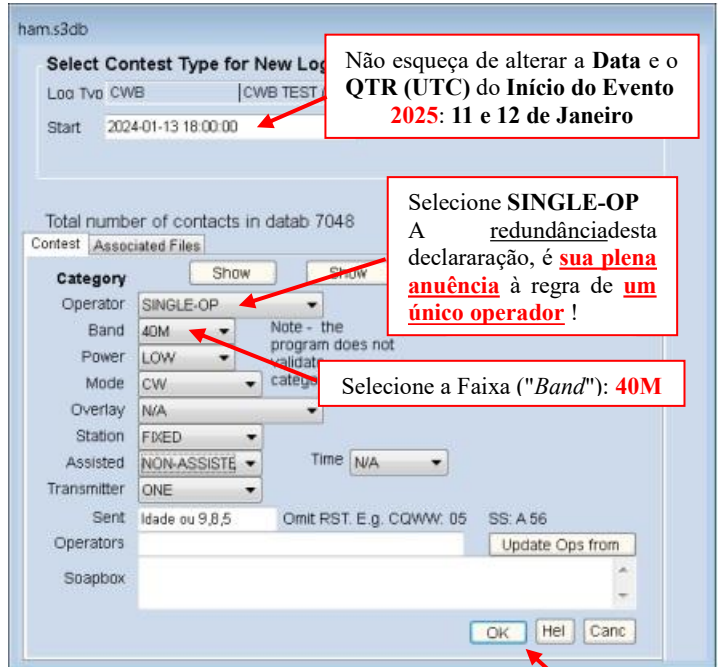 ham.s3db
Select Contest Type for New Log
Não esqueça de alterar a Data e o
QTR (UTC) do Início do Evento
2025: 11 e 12 de Janeiro
Log Typ CWB CWB TEST
Start 2024-01-13 18:00:00
Total number of contacts in datab 7048
Selecione SINGLE-OP
A redundânciadesta
declararação, é sua plena
anuência à regra de um
único operador !
Contest Associated Files
Category Show Show
Operator SINGLE-OP
Band 40M
Note - the
program does not
validate
catego
Power LOW
Mode CW
Selecione a Faixa ("Band"): 40M
Overlay N/A
Station FIXED
Assisted NON-ASSISTE Time N/A
Transmitter ONE
Sent Idade ou 9,8,5 Omit RST. E.g. CQWW: 05 SS: A 56
Operators Update Ops from
Soapbox
OK Hel Canc